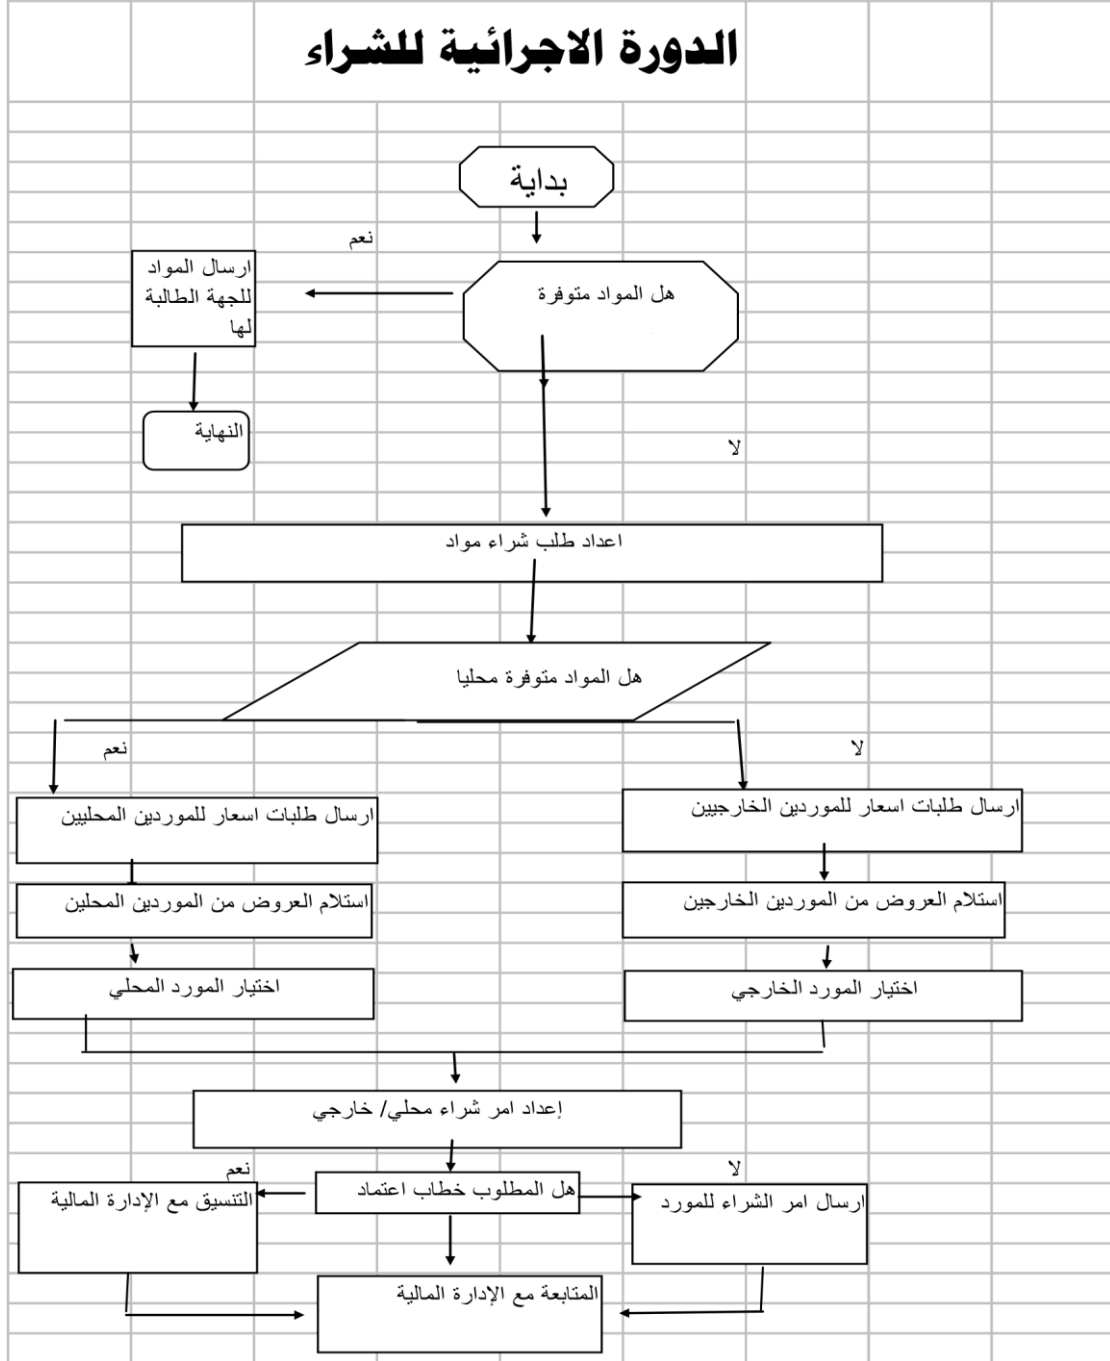 الدورة الاجرائية للشراء
بداية
نعم
هل المواد متوفرة
ارسال المواد
للجهة الطالبة
لها
النهاية
لا
اعداد طلب شراء مواد
هل المواد متوفرة محليا
لا
نعم
ارسال طلبات اسعار للموردين الخارجيين
ارسال طلبات اسعار للموردين المحليين
استلام العروض من الموردين الخارجين
استلام العروض من الموردين المحلين
اختيار المورد الخارجي
اختيار المورد المحلي
إعداد امر شراء محلي/ خارجي
لا
نعم
هل المطلوب خطاب اعتماد
ارسال امر الشراء للمورد
التنسيق مع الإدارة المالية
المتابعة مع الإدارة المالية